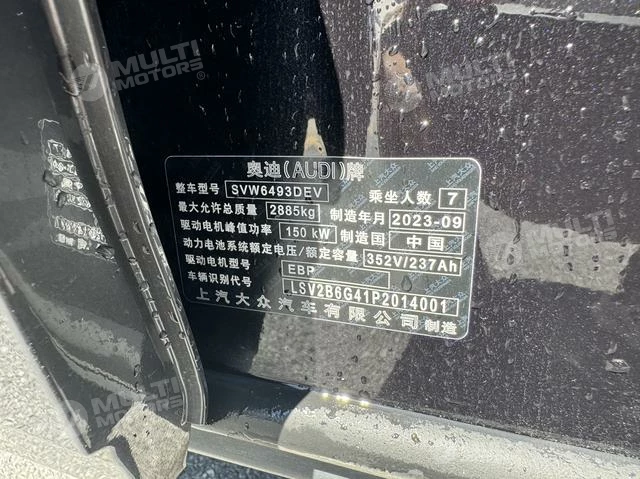 MULTI MOTORS
MULTI MOTORS
奥迪(AUDI)牌
整车型号 SVW6493DEV 乘坐人数 7
最大允许总质量 2885kg 制造年月 2023-09
驱动电机峰值功率 150 kW 制造国 中国
动力电池系统额定电压/额定容量 352V/237Ah
驱动电机型号 EBP
车辆识别代号 LSV2B6G41P2014001
上汽大众汽车有限公司制造
MULTI MOTORS
MULTI MOTORS